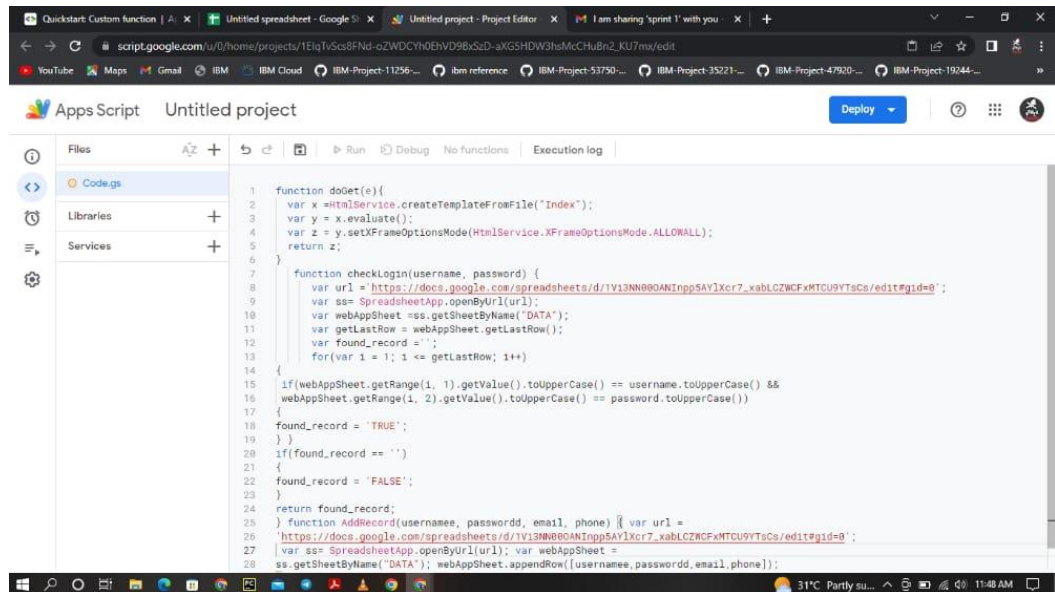 Quickstart: Custom function | A
Untitled spreadsheet - Google S
Untitled project - Project Editor
I am sharing 'sprint 1' with you
script.google.com/u/0/home/projects/1EIqTvScs8FNd-oZWDCYh0EhVD9BxSzD-aXG5HDW3hsMcCHuBn2_KU7mx/edit
YouTube Maps Gmail IBM IBM Cloud IBM-Project-11256-... ibm reference IBM-Project-53750-... IBM-Project-35221-... IBM-Project-47920-... IBM-Project-19244-...
Apps Script Untitled project Deploy
Files AZ Run Debug No functions Execution log
Code.gs
Libraries
Services
1 function doGet(e){
2 var x =HtmlService.createTemplateFromFile("Index");
3 var y = x.evaluate();
4 var z = y.setXFrameOptionsMode(HtmlService.XFrameOptionsMode.ALLOWALL);
5 return z;
6 }
7 function checkLogin(username, password) {
8 var url ='https://docs.google.com/spreadsheets/d/1Vi3NN00OANInpp5AYlXcr7_xabLCZWCFxMTCU9YTsCs/edit#gid=0';
9 var ss= SpreadsheetApp.openByUrl(url);
10 var webAppSheet =ss.getSheetByName("DATA");
11 var getLastRow = webAppSheet.getLastRow();
12 var found_record ='';
13 for(var i = 1; i <= getLastRow; i++)
14 {
15 if(webAppSheet.getRange(i, 1).getValue().toUpperCase() == username.toUpperCase() &&
16 webAppSheet.getRange(i, 2).getValue().toUpperCase() == password.toUpperCase())
17 {
18 found_record = 'TRUE';
19 } }
20 if(found_record == '')
21 {
22 found_record = 'FALSE';
23 }
24 return found_record;
25 } function AddRecord(usernamee, passwordd, email, phone) { var url =
26 'https://docs.google.com/spreadsheets/d/1Vi3NN00OANInpp5AYlXcr7_xabLCZWCFxMTCU9YTsCs/edit#gid=0';
27 var ss= SpreadsheetApp.openByUrl(url); var webAppSheet =
28 ss.getSheetByName("DATA"); webAppSheet.appendRow([usernamee,passwordd,email,phone]);
31°C Partly su... 11:48 AM